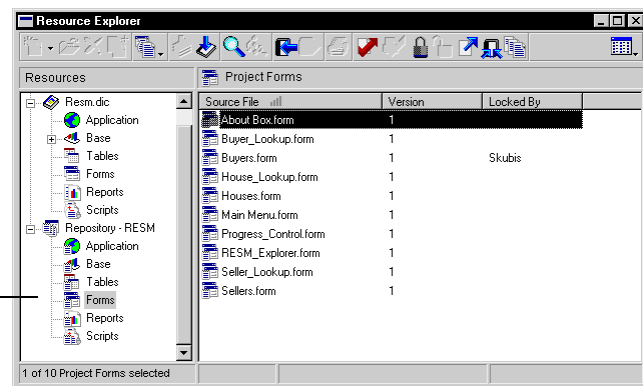 Resource Explorer
Resources
Project Forms
Resm.dic
Application
Base
Tables
Forms
Reports
Scripts
Repository - RESM
Application
Base
Tables
Forms
Reports
Scripts
Source File Version Locked By
About Box.form 1
Buyer_Lookup.form 1
Buyers.form 1 Skubis
House_Lookup.form 1
Houses.form 1
Main Menu.form 1
Progress_Control.form 1
RESM_Explorer.form 1
Seller_Lookup.form 1
Sellers.form 1
1 of 10 Project Forms selected